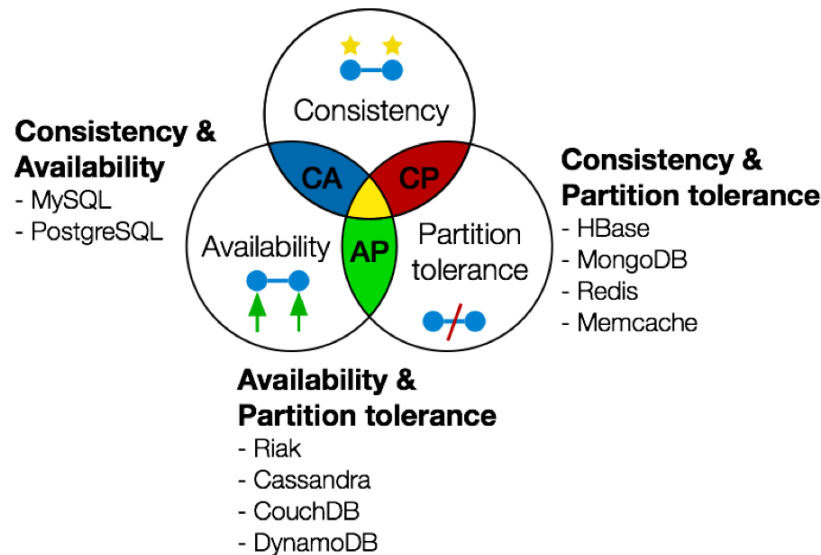 Consistency
Consistency &
Availability
- MySQL
- PostgreSQL
CA
CP
AP
Availability
Partition
tolerance
Consistency &
Partition tolerance
- HBase
- MongoDB
- Redis
- Memcache
Availability &
Partition tolerance
- Riak
- Cassandra
- CouchDB
- DynamoDB